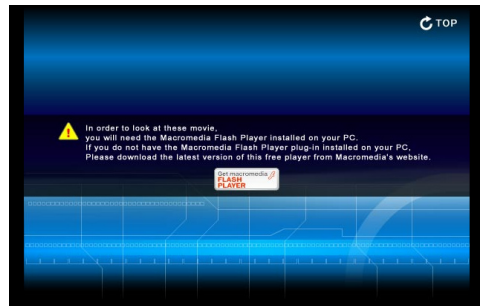 TOP
In order to look at these movie,
you will need the Macromedia Flash Player installed on your PC.
If you do not have the Macromedia Flash Player plug-in installed on your PC,
Please download the latest version of this free player from Macromedia's website.
Get macromedia
FLASH
PLAYER